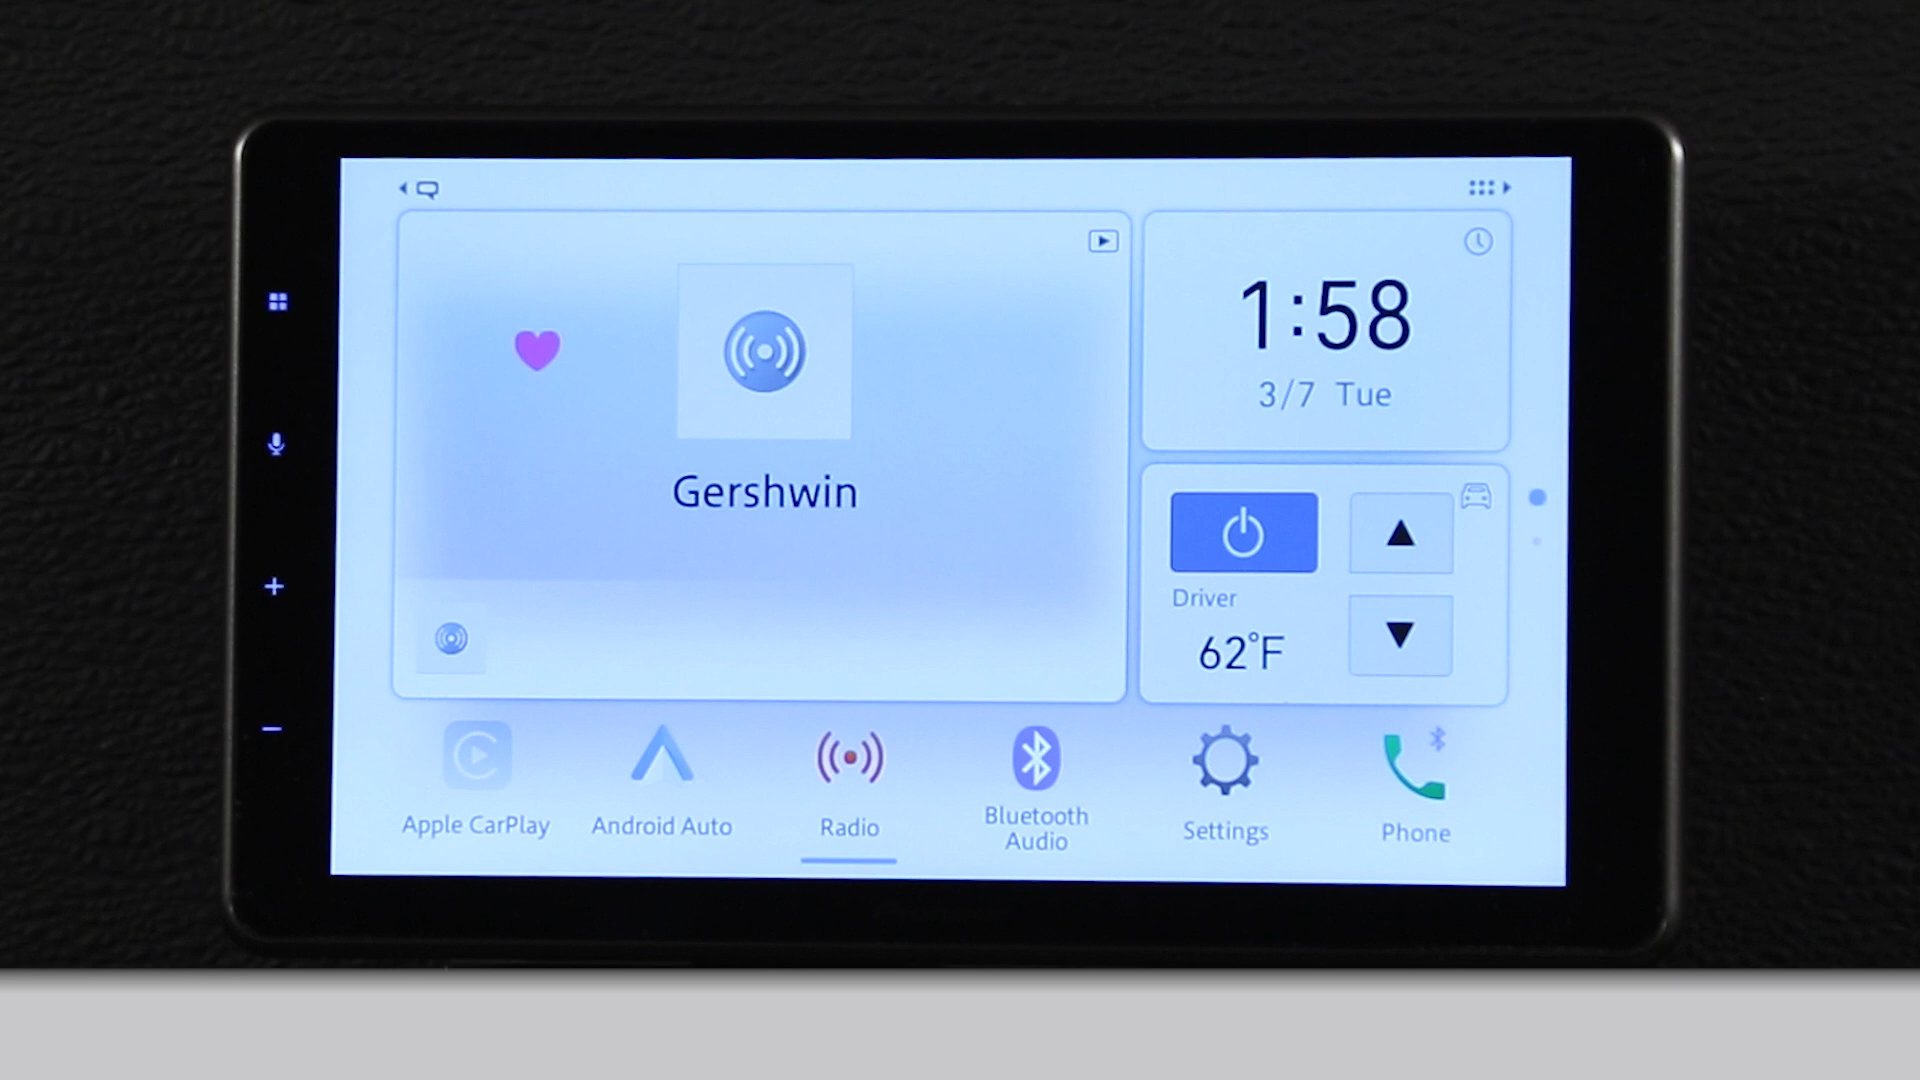 Gershwin
1:58
3/7 Tue
Driver
62°F
Apple CarPlay
Android Auto
Radio
Bluetooth
Audio
Settings
Phone